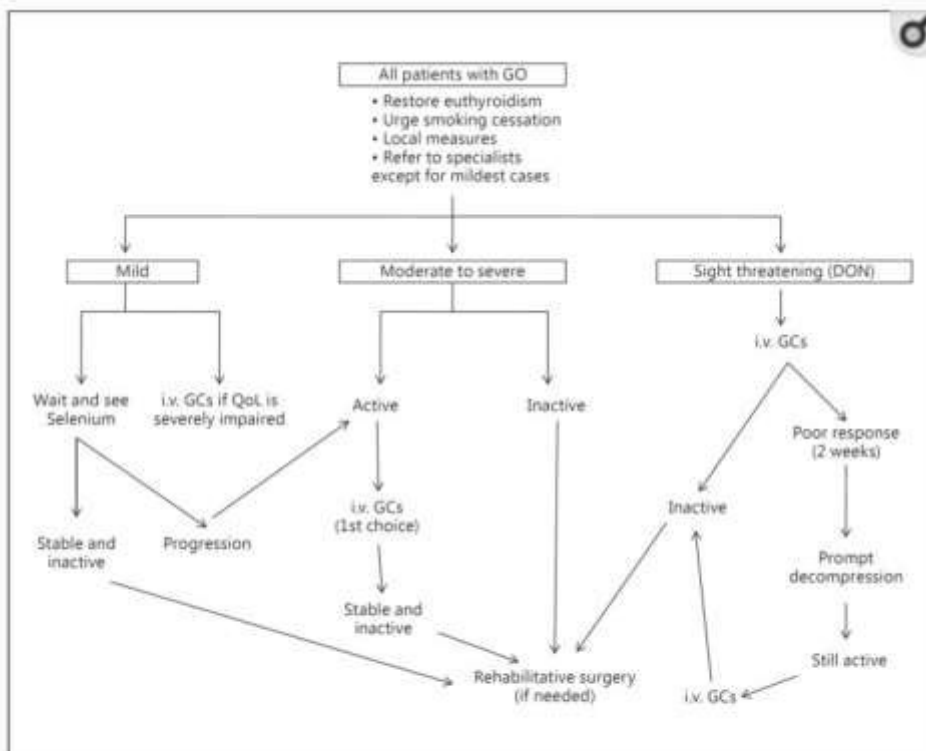 All patients with GO
• Restore euthyroidism
• Urge smoking cessation
• Local measures
• Refer to specialists
except for mildest cases
Mild
Moderate to severe
Sight threatening (DON)
i.v. GCs
Wait and see
Selenium
i.v. GCs if QoL is
severely impaired
Active
Inactive
Poor response
(2 weeks)
i.v. GCs
(1st choice)
Inactive
Stable and
inactive
Progression
Prompt
decompression
Stable and
inactive
Still active
Rehabilitative surgery
(if needed)
i.v. GCs